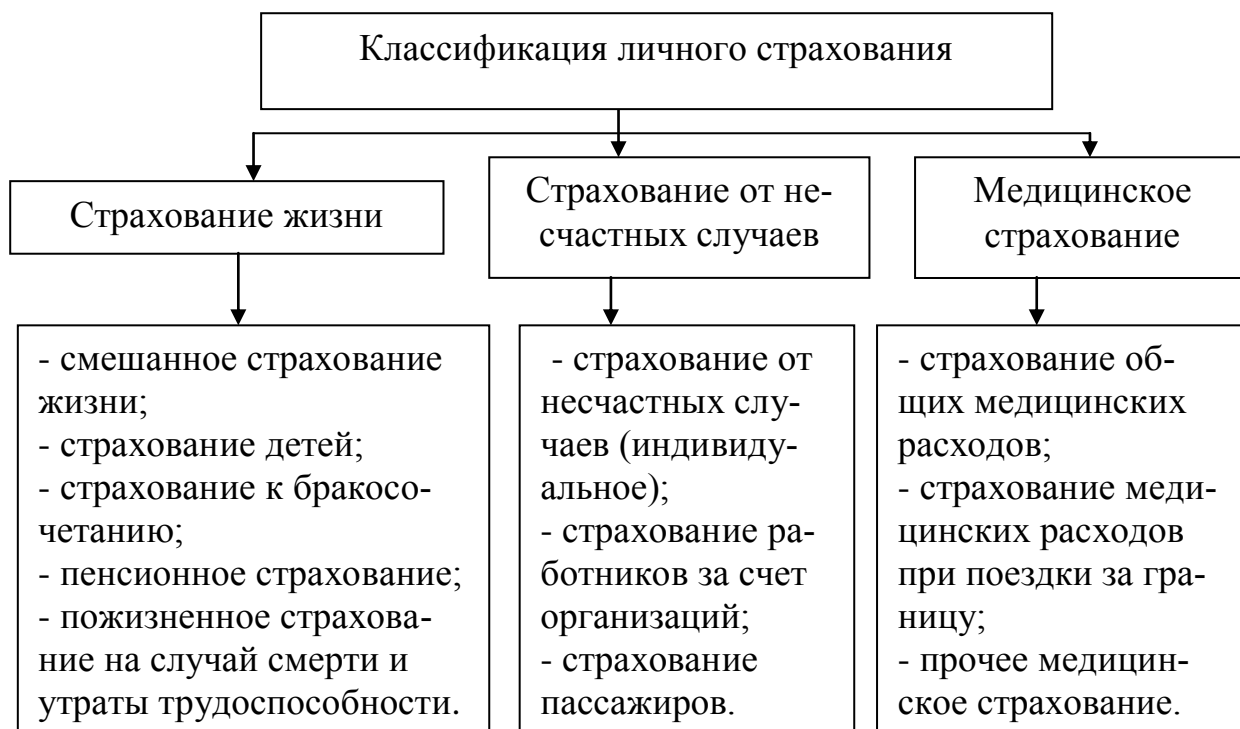 Классификация личного страхования
Страхование жизни
Страхование от не-
счастных случаев
Медицинское
страхование
- смешанное страхование
жизни;
- страхование детей;
- страхование к бракосо-
четанию;
- пенсионное страхование;
- пожизненное страхова-
ние на случай смерти и
утраты трудоспособности.
- страхование от
несчастных слу-
чаев (индивиду-
альное);
- страхование ра-
ботников за счет
организаций;
- страхование
пассажиров.
- страхование об-
щих медицинских
расходов;
- страхование меди-
цинских расходов
при поездки за гра-
ницу;
- прочее медицин-
ское страхование.